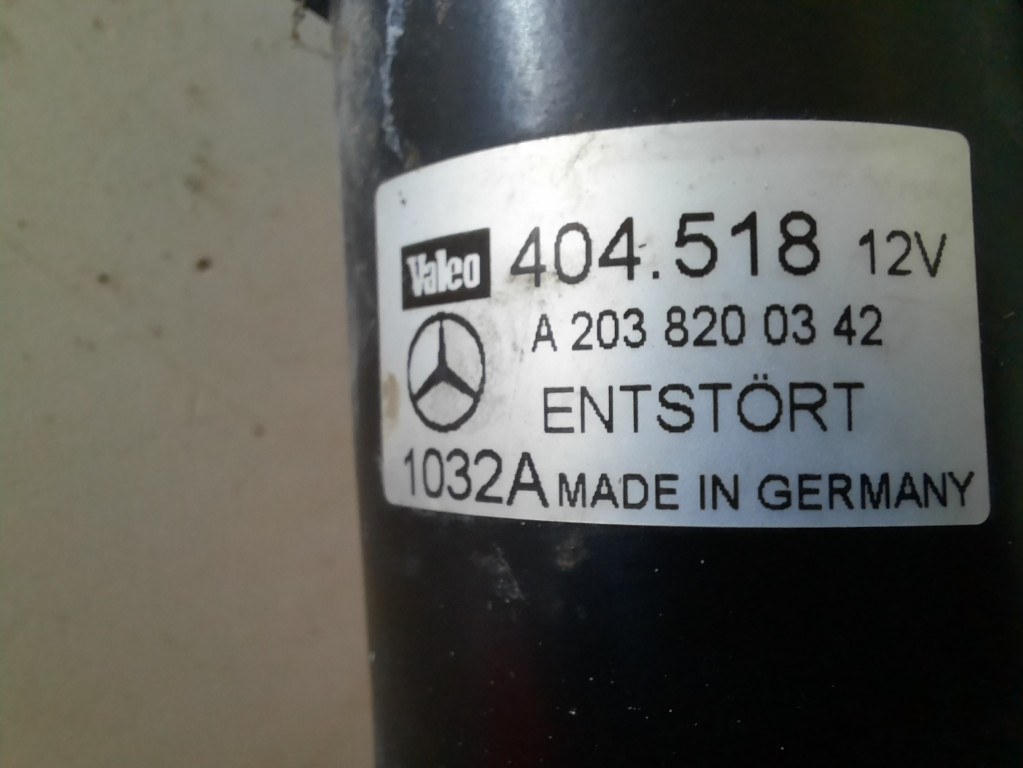 Valeo 404.518 12V
A 203 820 03 42
ENTSTÖRT
1032A MADE IN GERMANY